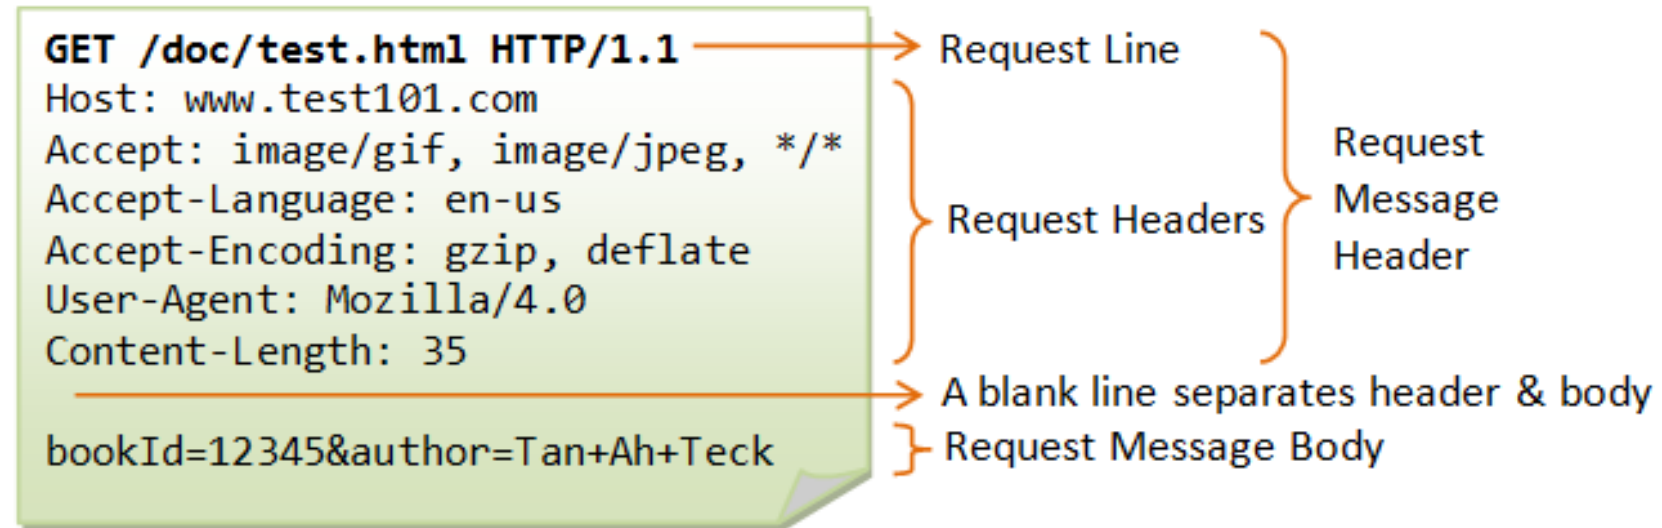 GET /doc/test.html HTTP/1.1
Host: www.test101.com
Accept: image/gif, image/jpeg, */*
Accept-Language: en-us
Accept-Encoding: gzip, deflate
User-Agent: Mozilla/4.0
Content-Length: 35
bookId=12345&author=Tan+Ah+Teck
Request Line
Request Headers
Request
Message
Header
A blank line separates header & body
Request Message Body